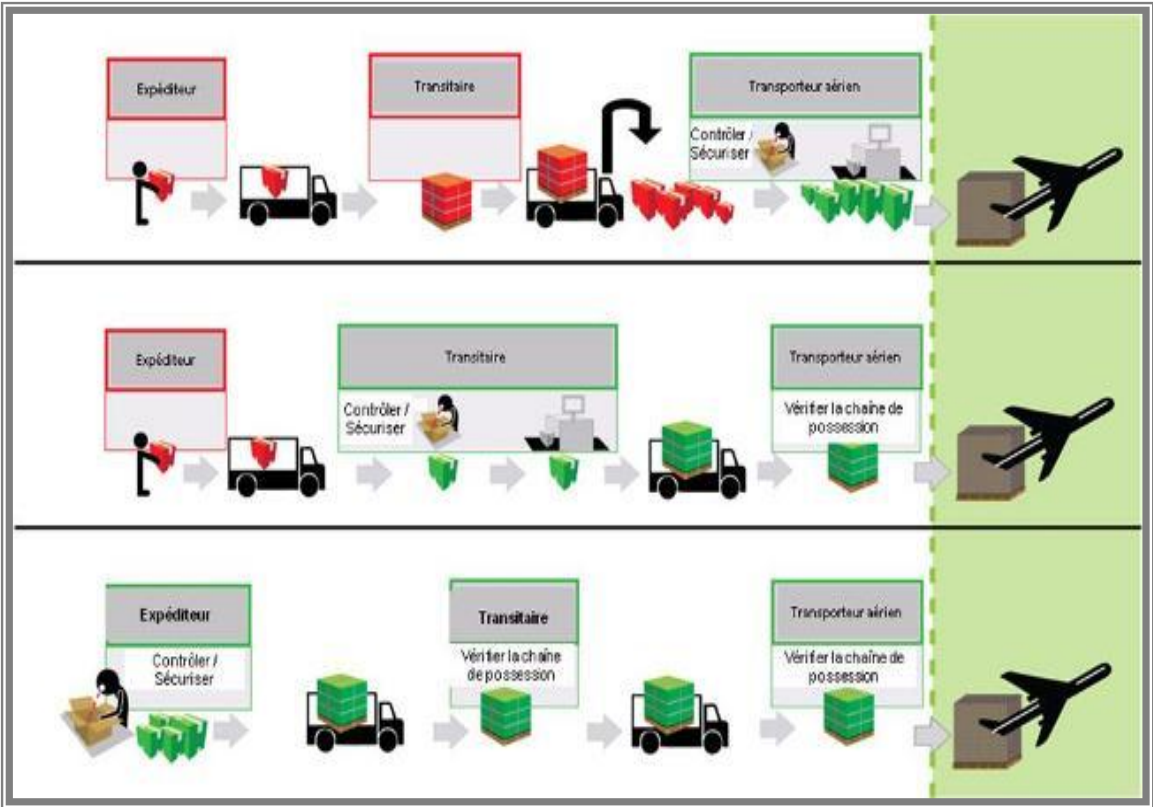 Expéditeur
Transitaire
Transporteur aérien
Contrôler /
Sécuriser
Expéditeur
Transitaire
Transporteur aérien
Contrôler /
Sécuriser
Vérifier la chaîne de
possession
Expéditeur
Transitaire
Transporteur aérien
Contrôler /
Sécuriser
Vérifier la chaîne
de possession
Vérifier la chaîne de
possession